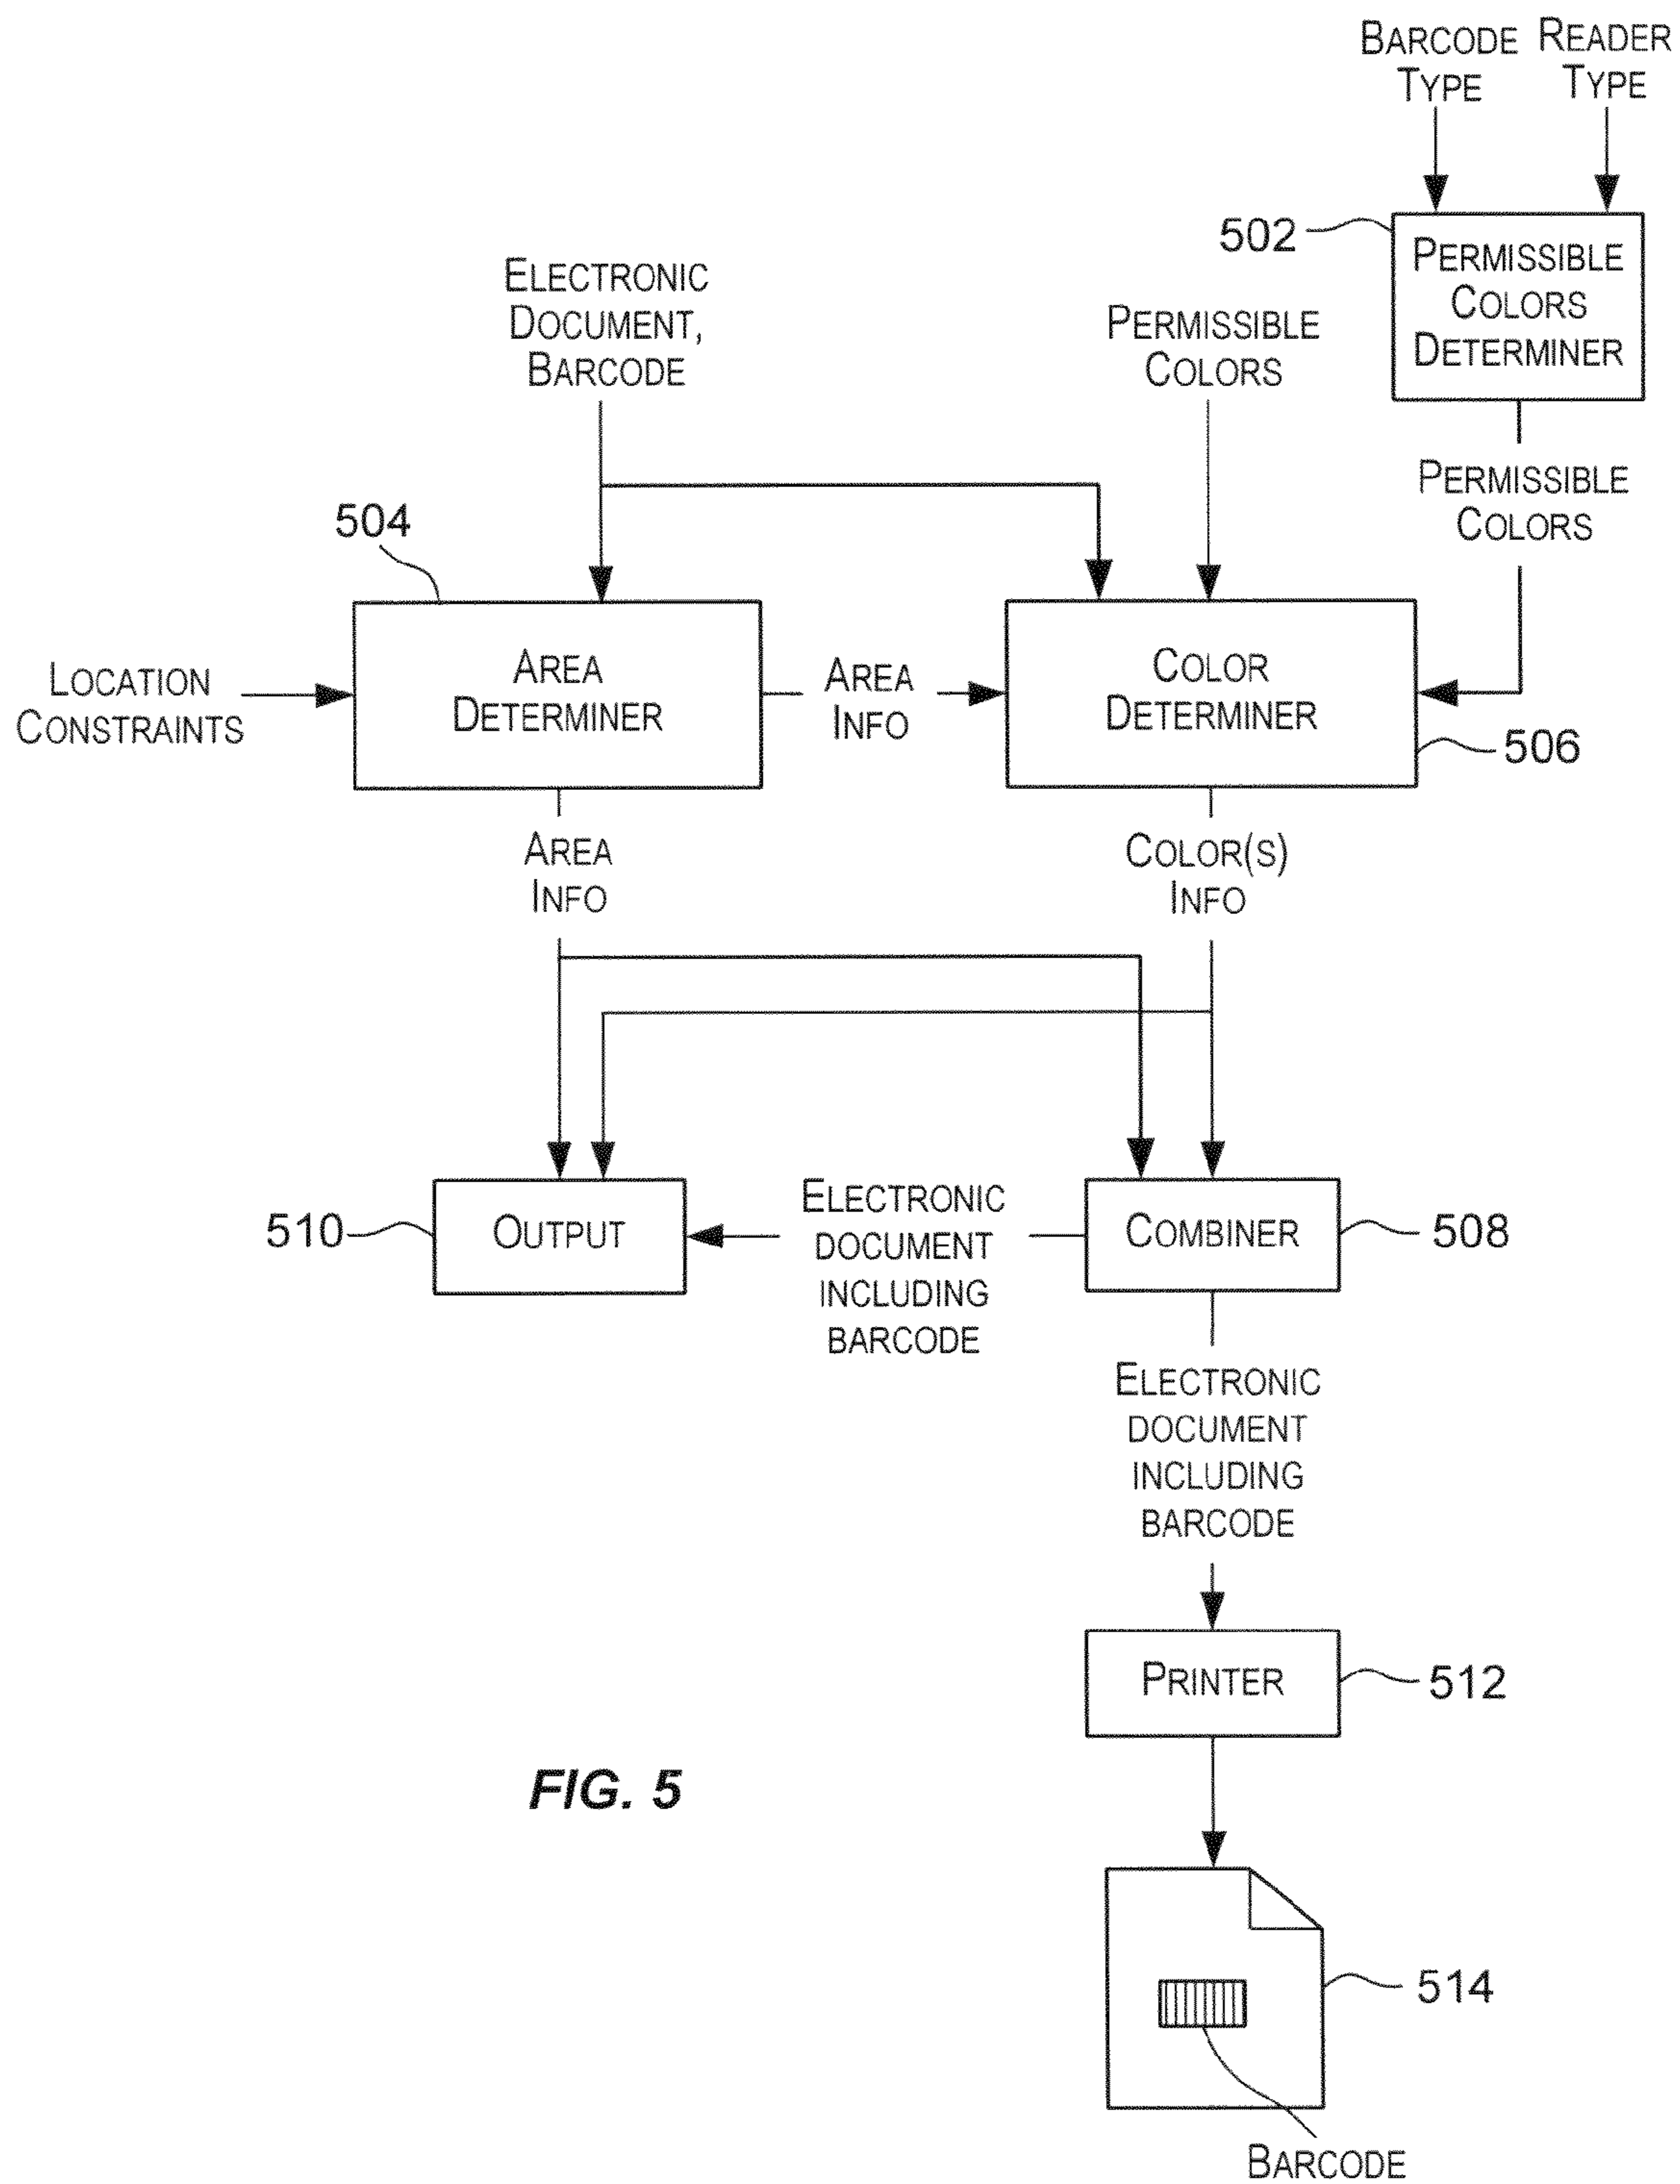 BARCODE TYPE
READER TYPE
502
PERMISSIBLE
COLORS
DETERMINER
ELECTRONIC
DOCUMENT,
BARCODE
PERMISSIBLE
COLORS
PERMISSIBLE
COLORS
504
LOCATION
CONSTRAINTS
AREA
DETERMINER
AREA
INFO
COLOR
DETERMINER
506
AREA
INFO
COLOR(S)
INFO
510
OUTPUT
ELECTRONIC
DOCUMENT
INCLUDING
BARCODE
COMBINER
508
ELECTRONIC
DOCUMENT
INCLUDING
BARCODE
PRINTER
512
FIG. 5
514
BARCODE